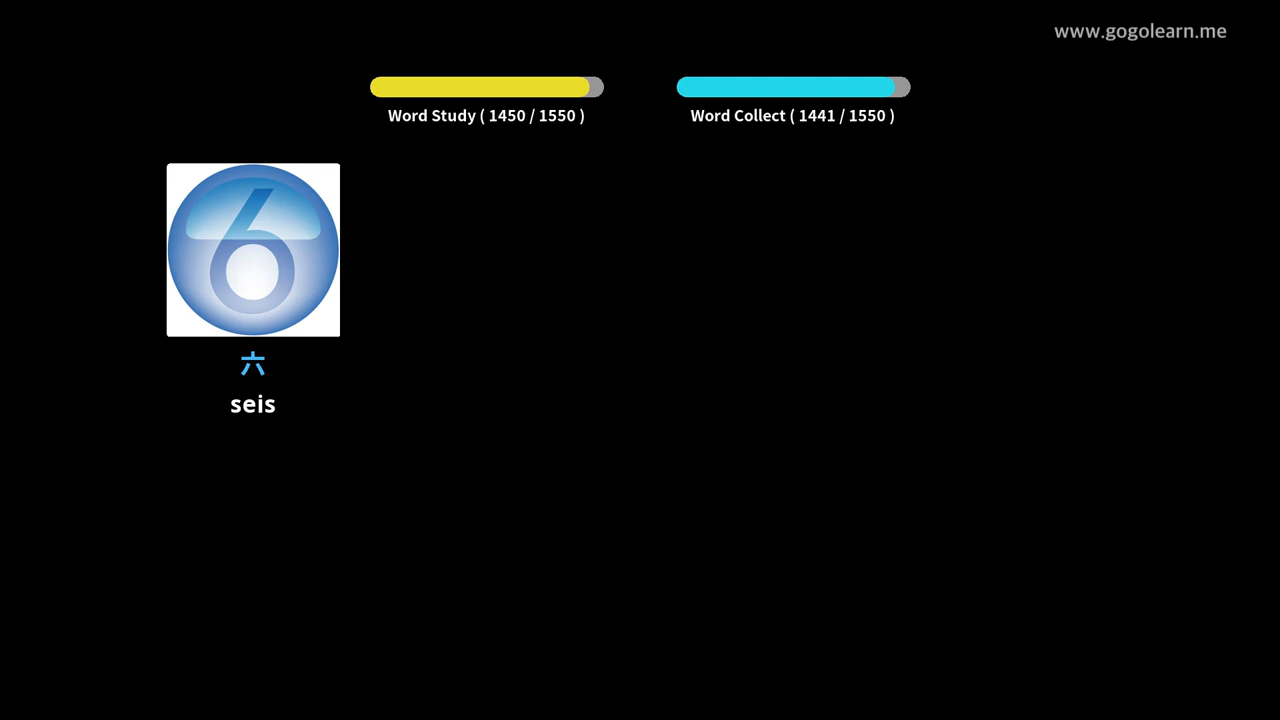 www.gogolearn.me
Word Study ( 1450 / 1550 )
Word Collect ( 1441 / 1550 )
6
六
seis